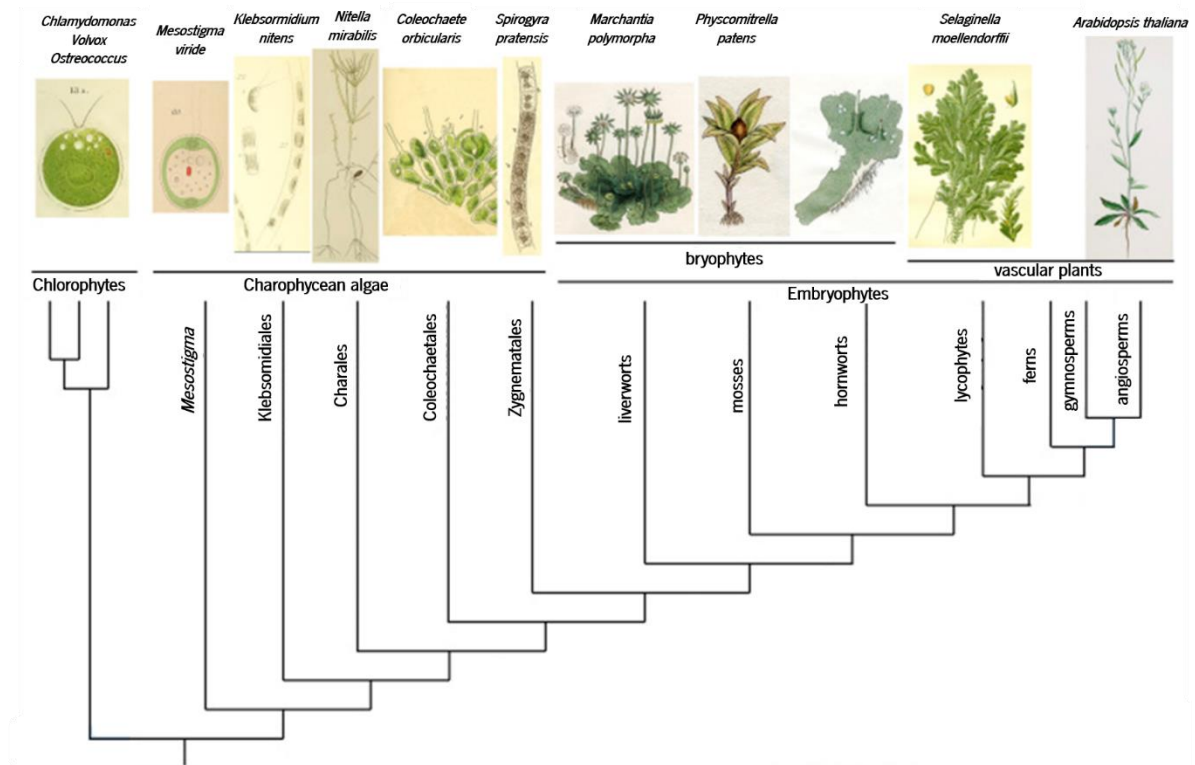 Chlamydomonas
Volvox
Ostreococcus
Mesostigma
viride
Klebsormidium
nitens
Nitella
mirabilis
Coleochaete
orbicularis
Spirogyra
pratensis
Marchantia
polymorpha
Physcomitrella
patens
Selaginella
moellendorffii
Arabidopsis thaliana
bryophytes
vascular plants
Chlorophytes
Charophycean algae
Embryophytes
Mesostigma
Klebsomidiales
Charales
Coleochaetales
Zygnematales
liverworts
mosses
hornworts
lycophytes
ferns
gymnosperms
angiosperms